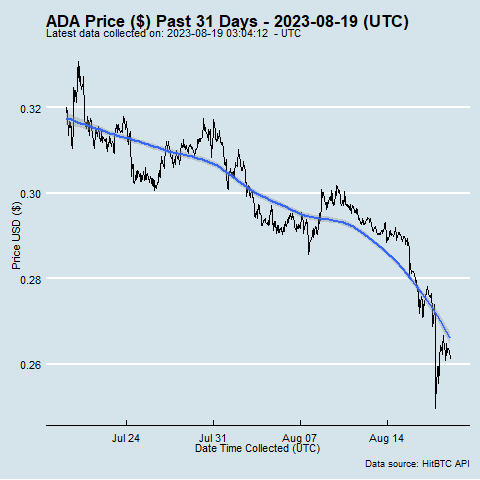 ADA Price ($) Past 31 Days - 2023-08-19 (UTC)
Latest data collected on: 2023-08-19 03:04:12 - UTC
0.32
0.30
0.28
0.26
Price USD ($)
Jul 24 Jul 31 Aug 07 Aug 14
Date Time Collected (UTC)
Data source: HitBTC API